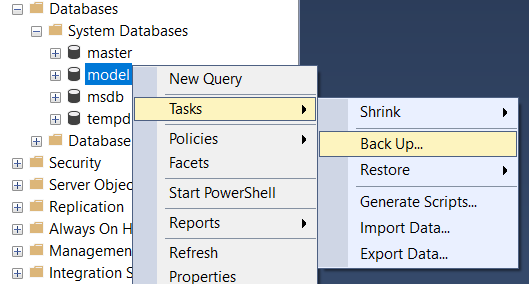 Databases
System Databases
master
model
msdb
tempd
Database
Security
Server Objec
Replication
Always On H
Management
Integration S
New Query
Tasks
Policies
Facets
Start PowerShell
Reports
Refresh
Properties
Shrink
Back Up...
Restore
Generate Scripts...
Import Data...
Export Data...